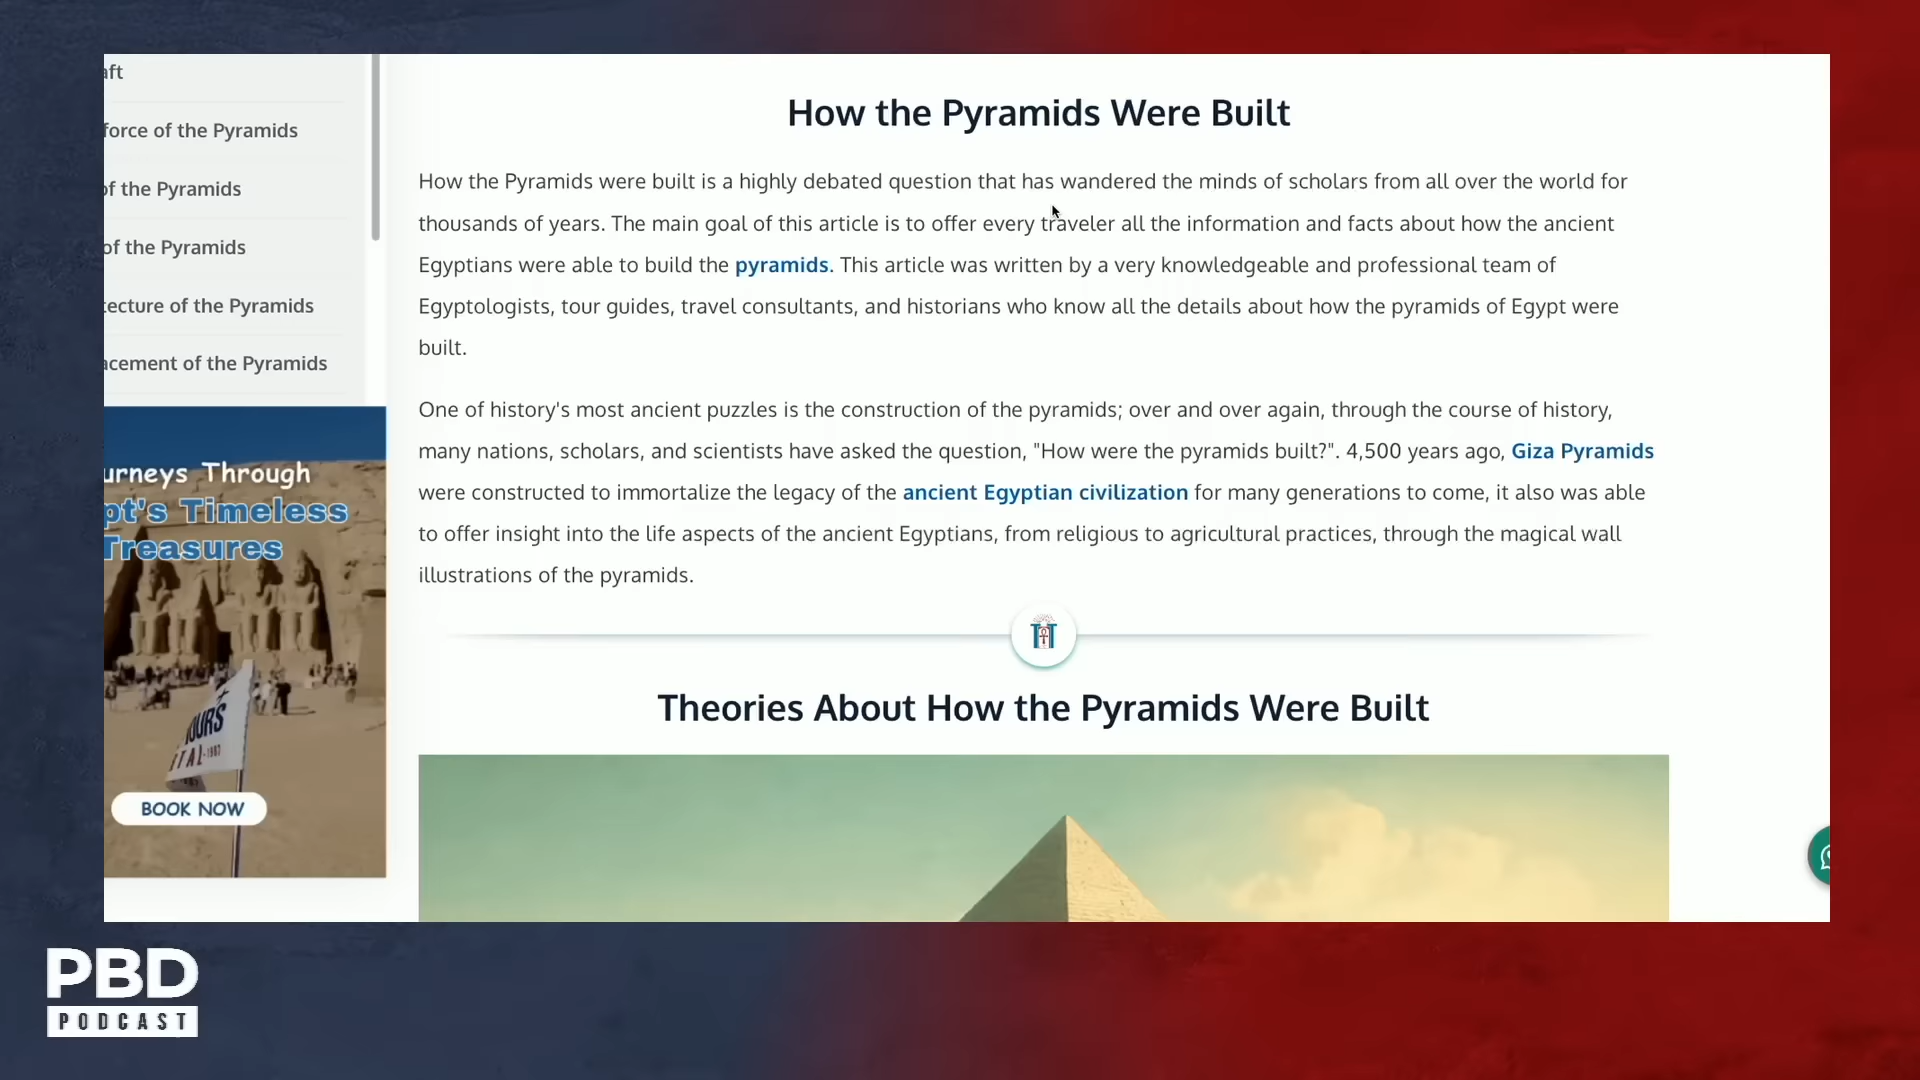 aft
force of the Pyramids
of the Pyramids
of the Pyramids
tecture of the Pyramids
acement of the Pyramids
urneys Through
pt's Timeless
Treasures
OURS
TAL
BOOK NOW
How the Pyramids Were Built
How the Pyramids were built is a highly debated question that has wandered the minds of scholars from all over the world for
thousands of years. The main goal of this article is to offer every traveler all the information and facts about how the ancient
Egyptians were able to build the pyramids. This article was written by a very knowledgeable and professional team of
Egyptologists, tour guides, travel consultants, and historians who know all the details about how the pyramids of Egypt were
built.
One of history's most ancient puzzles is the construction of the pyramids; over and over again, through the course of history,
many nations, scholars, and scientists have asked the question, "How were the pyramids built?". 4,500 years ago, Giza Pyramids
were constructed to immortalize the legacy of the ancient Egyptian civilization for many generations to come, it also was able
to offer insight into the life aspects of the ancient Egyptians, from religious to agricultural practices, through the magical wall
illustrations of the pyramids.
Theories About How the Pyramids Were Built
PBD
PODCAST